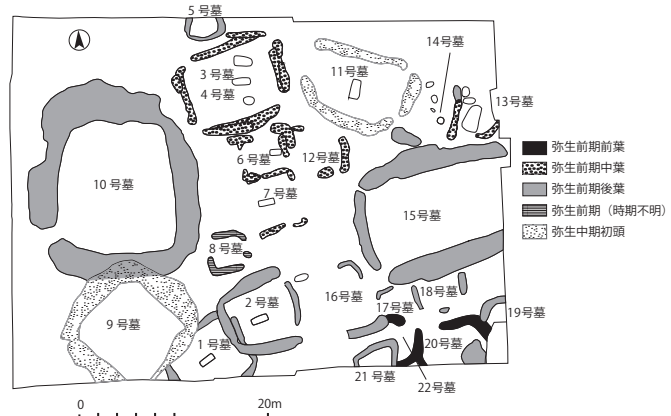 5 号墓
14号墓
3 号墓
11号墓
4 号墓
13号墓
弥生前期前葉
弥生前期中葉
6 号墓
12号墓
10 号墓
弥生前期後葉
7 号墓
弥生前期（時期不明）
15号墓
弥生中期初頭
8 号墓
16号墓
18号墓
2 号墓
17号墓
19号墓
9 号墓
1 号墓
20号墓
21 号墓
22号墓
0
20m